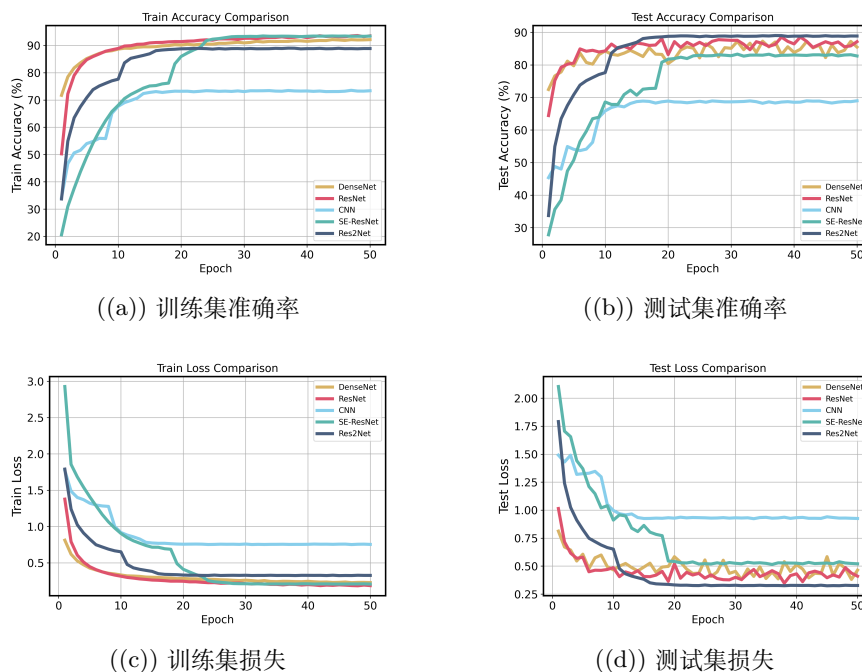 Train Accuracy Comparison
Train Accuracy (%)
90
80
70
60
50
40
30
20
0 10 20 30 40 50
Epoch
DenseNet
ResNet
CNN
SE-ResNet
Res2Net
((a)) 训练集准确率
Test Accuracy Comparison
Test Accuracy (%)
90
80
70
60
50
40
30
0 10 20 30 40 50
Epoch
DenseNet
ResNet
CNN
SE-ResNet
Res2Net
((b)) 测试集准确率
Train Loss Comparison
Train Loss
3.0
2.5
2.0
1.5
1.0
0.5
0 10 20 30 40 50
Epoch
DenseNet
ResNet
CNN
SE-ResNet
Res2Net
((c)) 训练集损失
Test Loss Comparison
Test Loss
2.00
1.75
1.50
1.25
1.00
0.75
0.50
0.25
0 10 20 30 40 50
Epoch
DenseNet
ResNet
CNN
SE-ResNet
Res2Net
((d)) 测试集损失